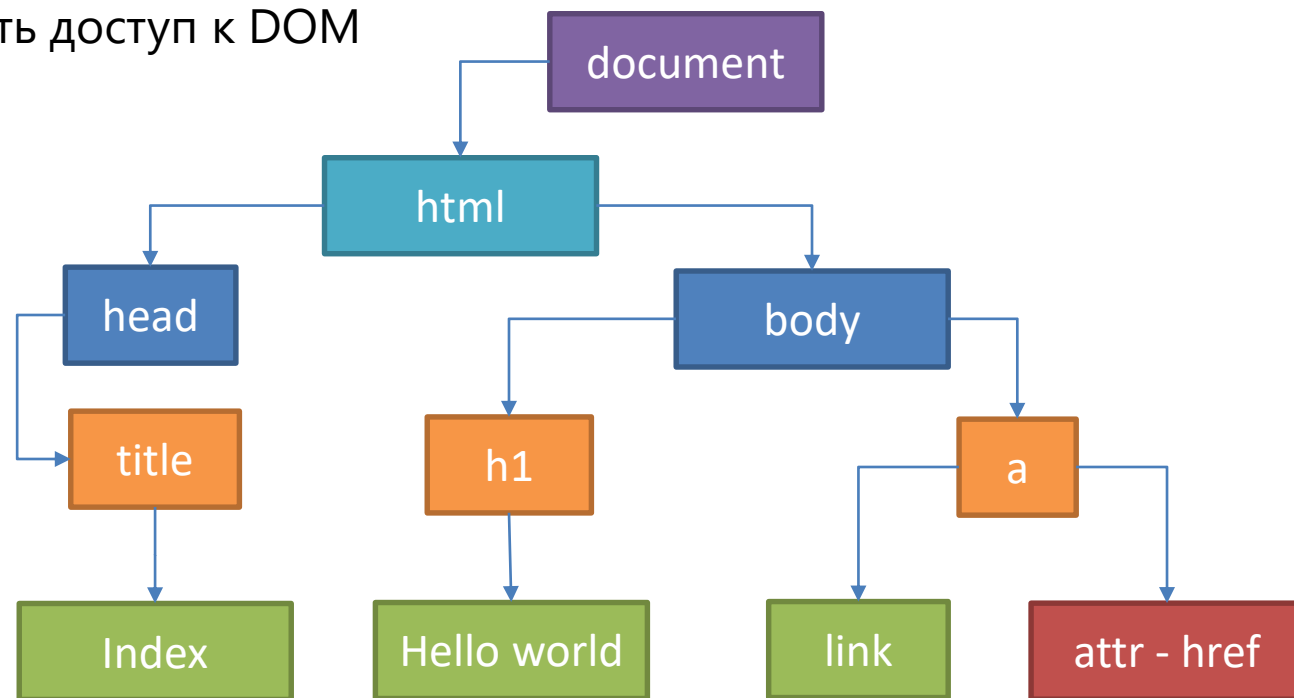 ть доступ к DOM
document
html
head
body
title
h1
a
Index
Hello world
link
attr - href